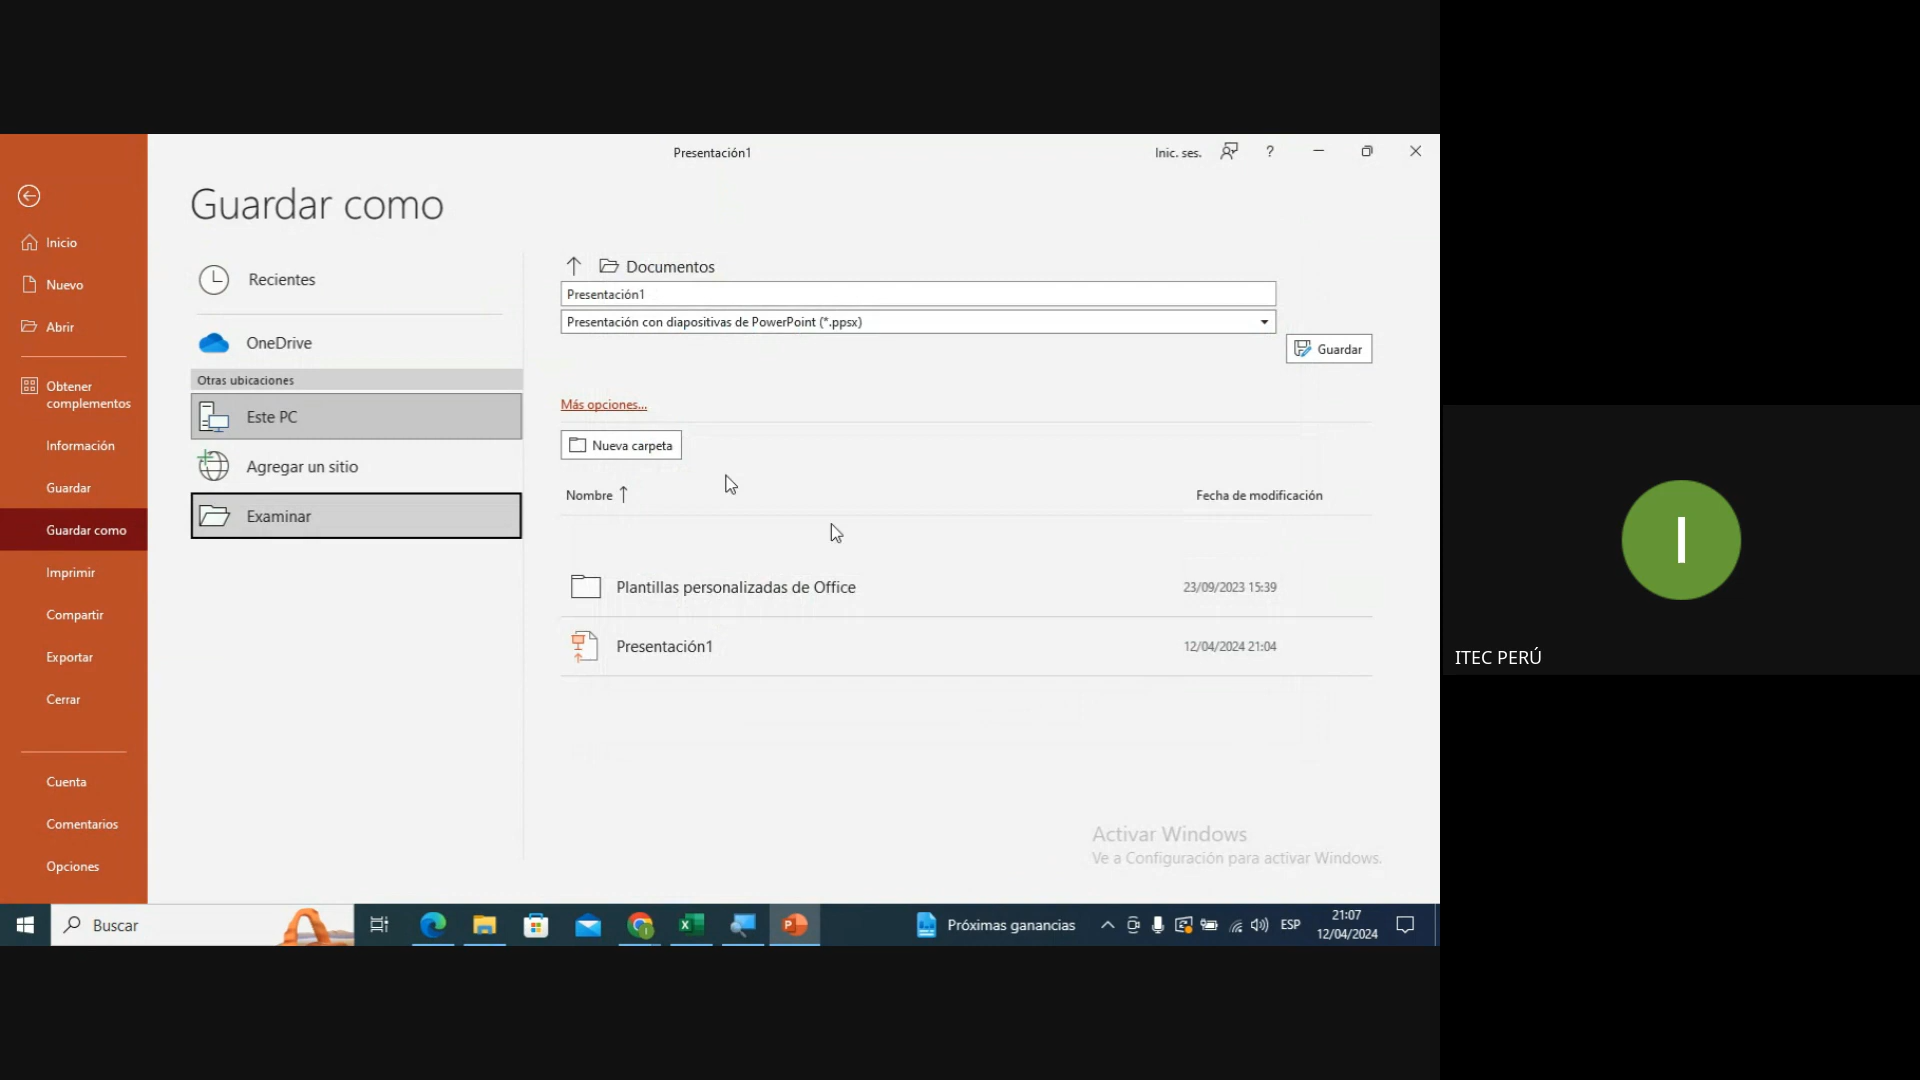 Presentación1
Inic. ses.
?
Guardar como
Inicio
Nuevo
Abrir
Obtener
complementos
Información
Guardar
Guardar como
Imprimir
Compartir
Exportar
Cerrar
Cuenta
Comentarios
Opciones
Recientes
OneDrive
Otras ubicaciones
Este PC
Agregar un sitio
Examinar
Documentos
Presentación1
Presentación con diapositivas de PowerPoint (*.ppsx)
Guardar
Más opciones...
Nueva carpeta
Nombre
Fecha de modificación
Plantillas personalizadas de Office
23/09/2023 15:39
Presentación1
12/04/2024 21:04
Activar Windows
Ve a Configuración para activar Windows.
Buscar
Próximas ganancias
ESP
21:07
12/04/2024
I
ITEC PERÚ